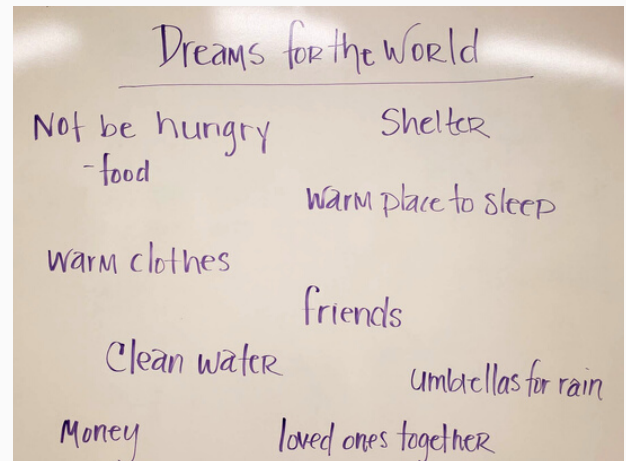 Dreams for the World
Not be hungry
- food
Shelter
Warm place to sleep
Warm clothes
friends
Clean water
umbrellas for rain
Money
loved ones together